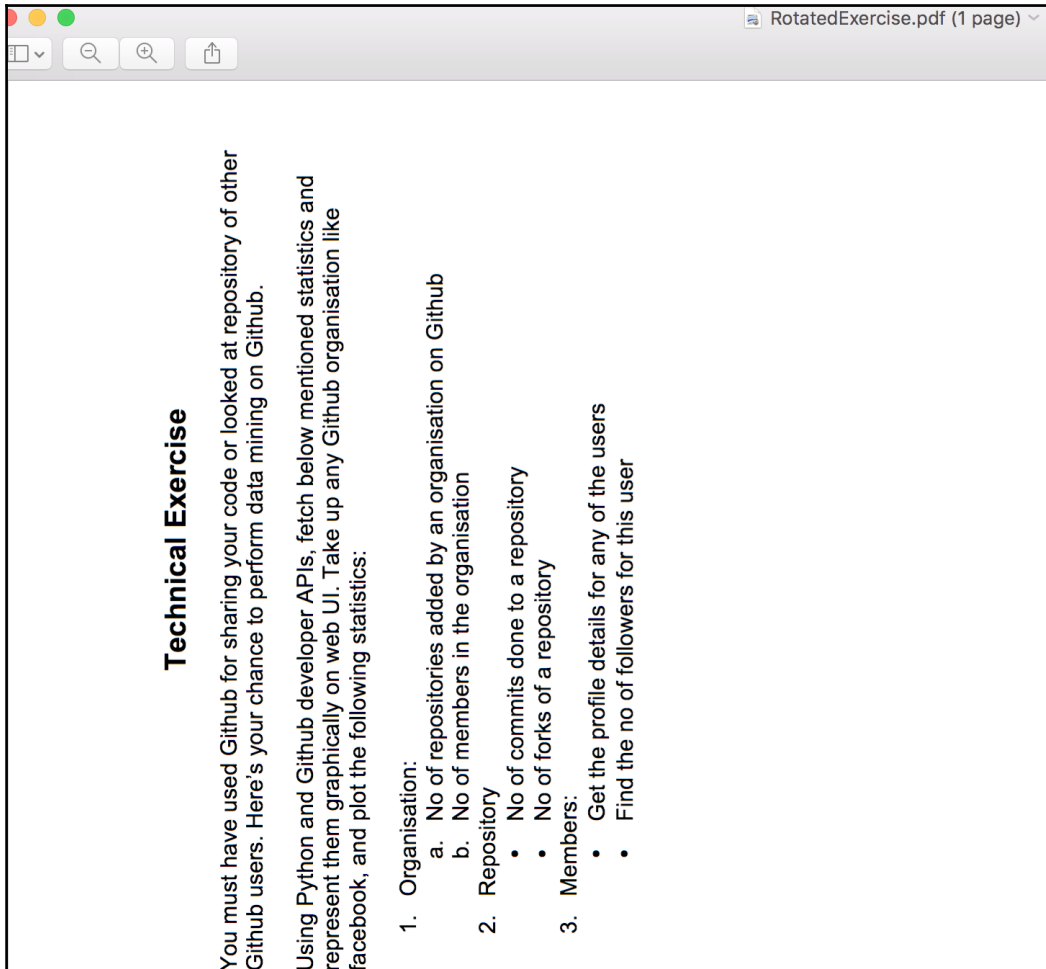 RotatedExercise.pdf (1 page)
Technical Exercise
You must have used Github for sharing your code or looked at repository of other
Github users. Here's your chance to perform data mining on Github.
Using Python and Github developer APIs, fetch below mentioned statistics and
represent them graphically on web UI. Take up any Github organisation like
facebook, and plot the following statistics:
1. Organisation:
a. No of repositories added by an organisation on Github
b. No of members in the organisation
2. Repository
• No of commits done to a repository
• No of forks of a repository
3. Members:
• Get the profile details for any of the users
• Find the no of followers for this user